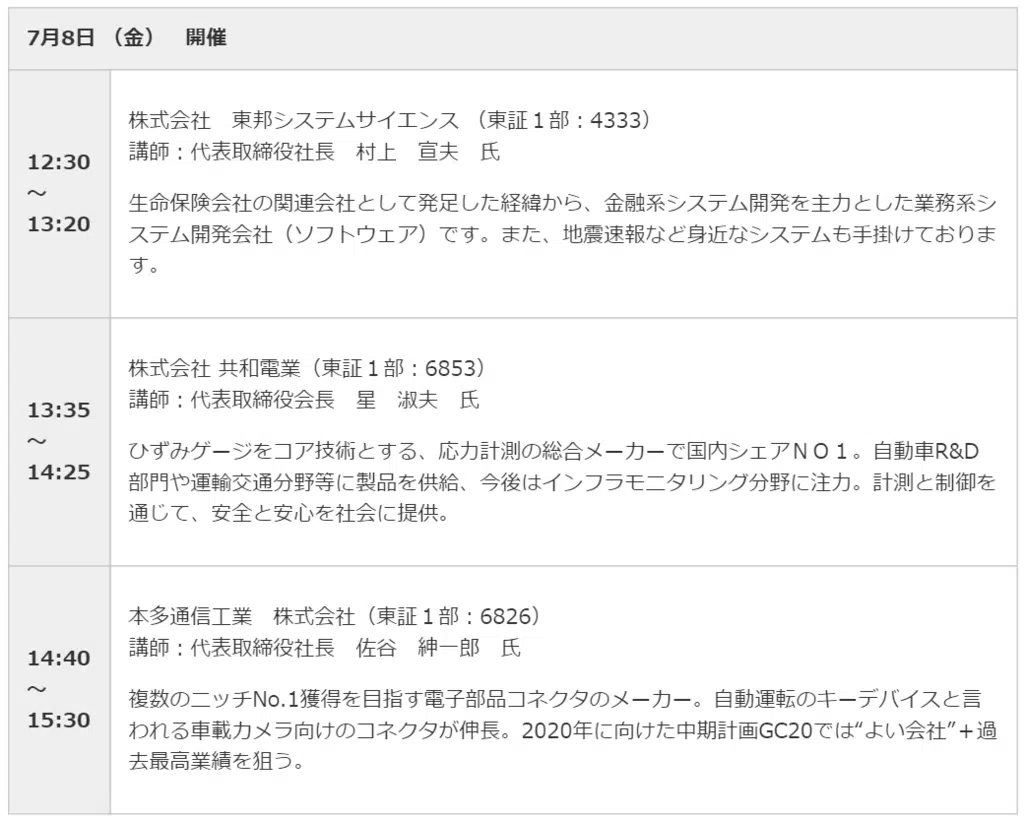 7月8日 （金）　開催
12:30
～
13:20
株式会社　東邦システムサイエンス （東証１部：4333）
講師：代表取締役社長　村上　宣夫　氏
生命保険会社の関連会社として発足した経緯から、金融系システム開発を主力とした業務系シ
ステム開発会社（ソフトウェア）です。また、地震速報など身近なシステムも手掛けておりま
す。
13:35
～
14:25
株式会社 共和電業（東証１部：6853）
講師：代表取締役会長　星　淑夫　氏
ひずみゲージをコア技術とする、応力計測の総合メーカーで国内シェアＮＯ１。自動車R&D
部門や運輸交通分野等に製品を供給、今後はインフラモニタリング分野に注力。計測と制御を
通じて、安全と安心を社会に提供。
14:40
～
15:30
本多通信工業　株式会社（東証１部：6826）
講師：代表取締役社長　佐谷　紳一郎　氏
複数のニッチNo.1獲得を目指す電子部品コネクタのメーカー。自動運転のキーデバイスと言
われる車載カメラ向けのコネクタが伸長。2020年に向けた中期計画GC20では“よい会社”＋過
去最高業績を狙う。